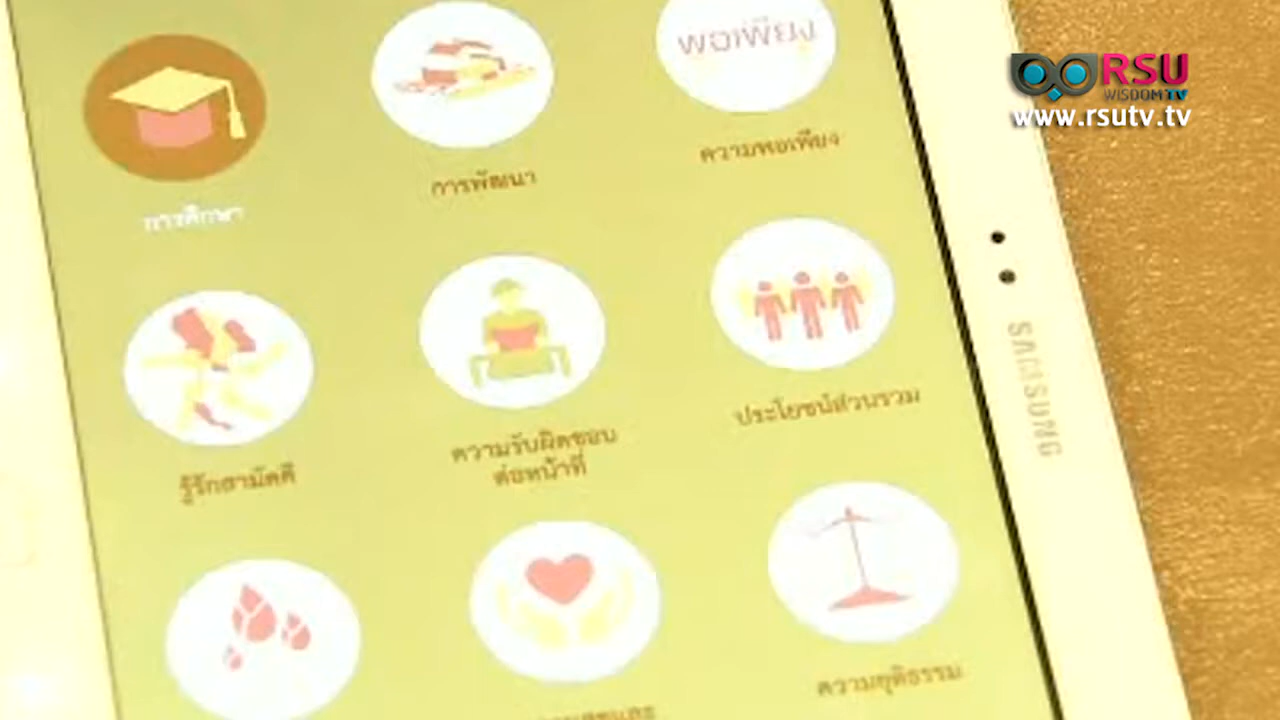 พอเพียง
RSU
WISDOM TV
www.rsutv.tv
การศึกษา
การพัฒนา
ความพอเพียง
SAMSUNG
รู้รักสามัคคี
ความรับผิดชอบ
ต่อหน้าที่
ประโยชน์ส่วนรวม
ความยุติธรรม